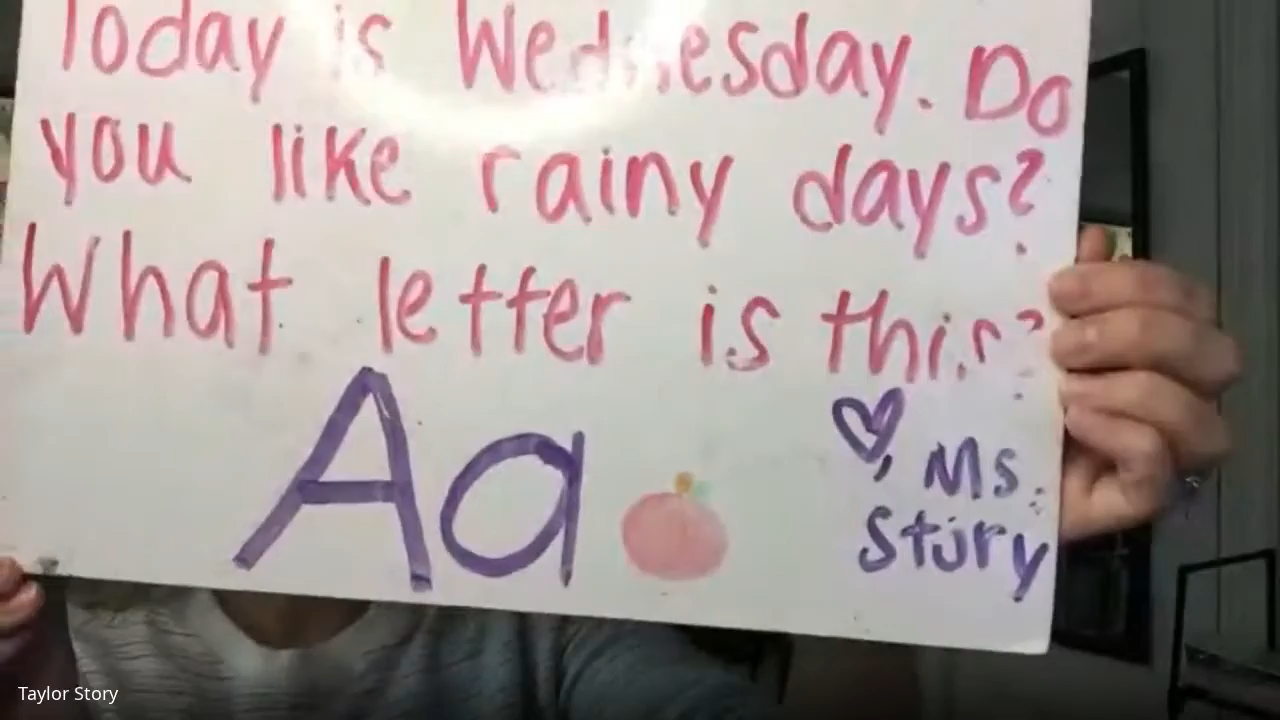 Today is Wednesday. Do
you like rainy days?
What letter is this?
Aa
, Ms.
Story
Taylor Story